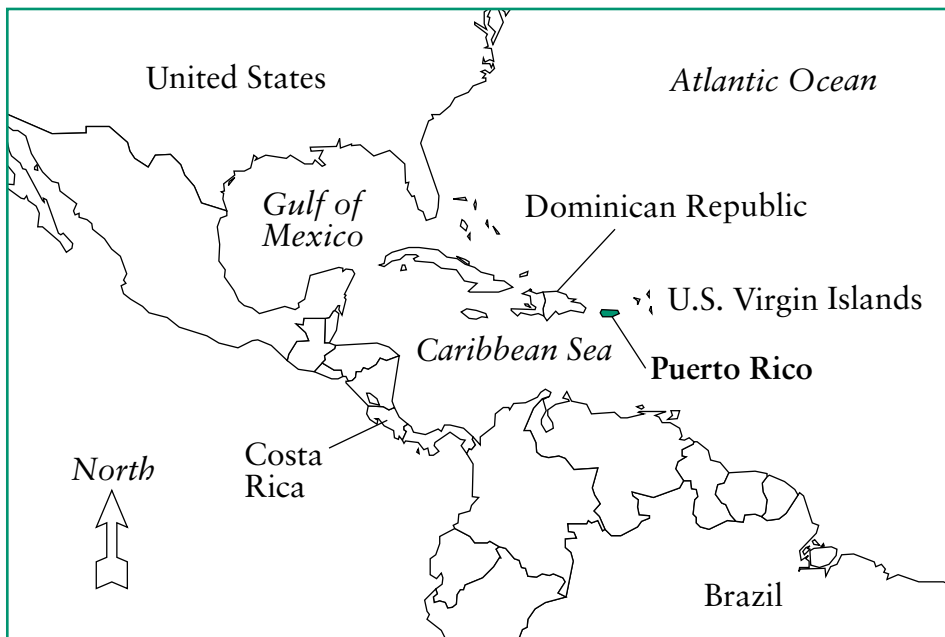 United States
Atlantic Ocean
Gulf of
Mexico
Dominican Republic
U.S. Virgin Islands
Caribbean Sea
Puerto Rico
Costa
Rica
North
Brazil